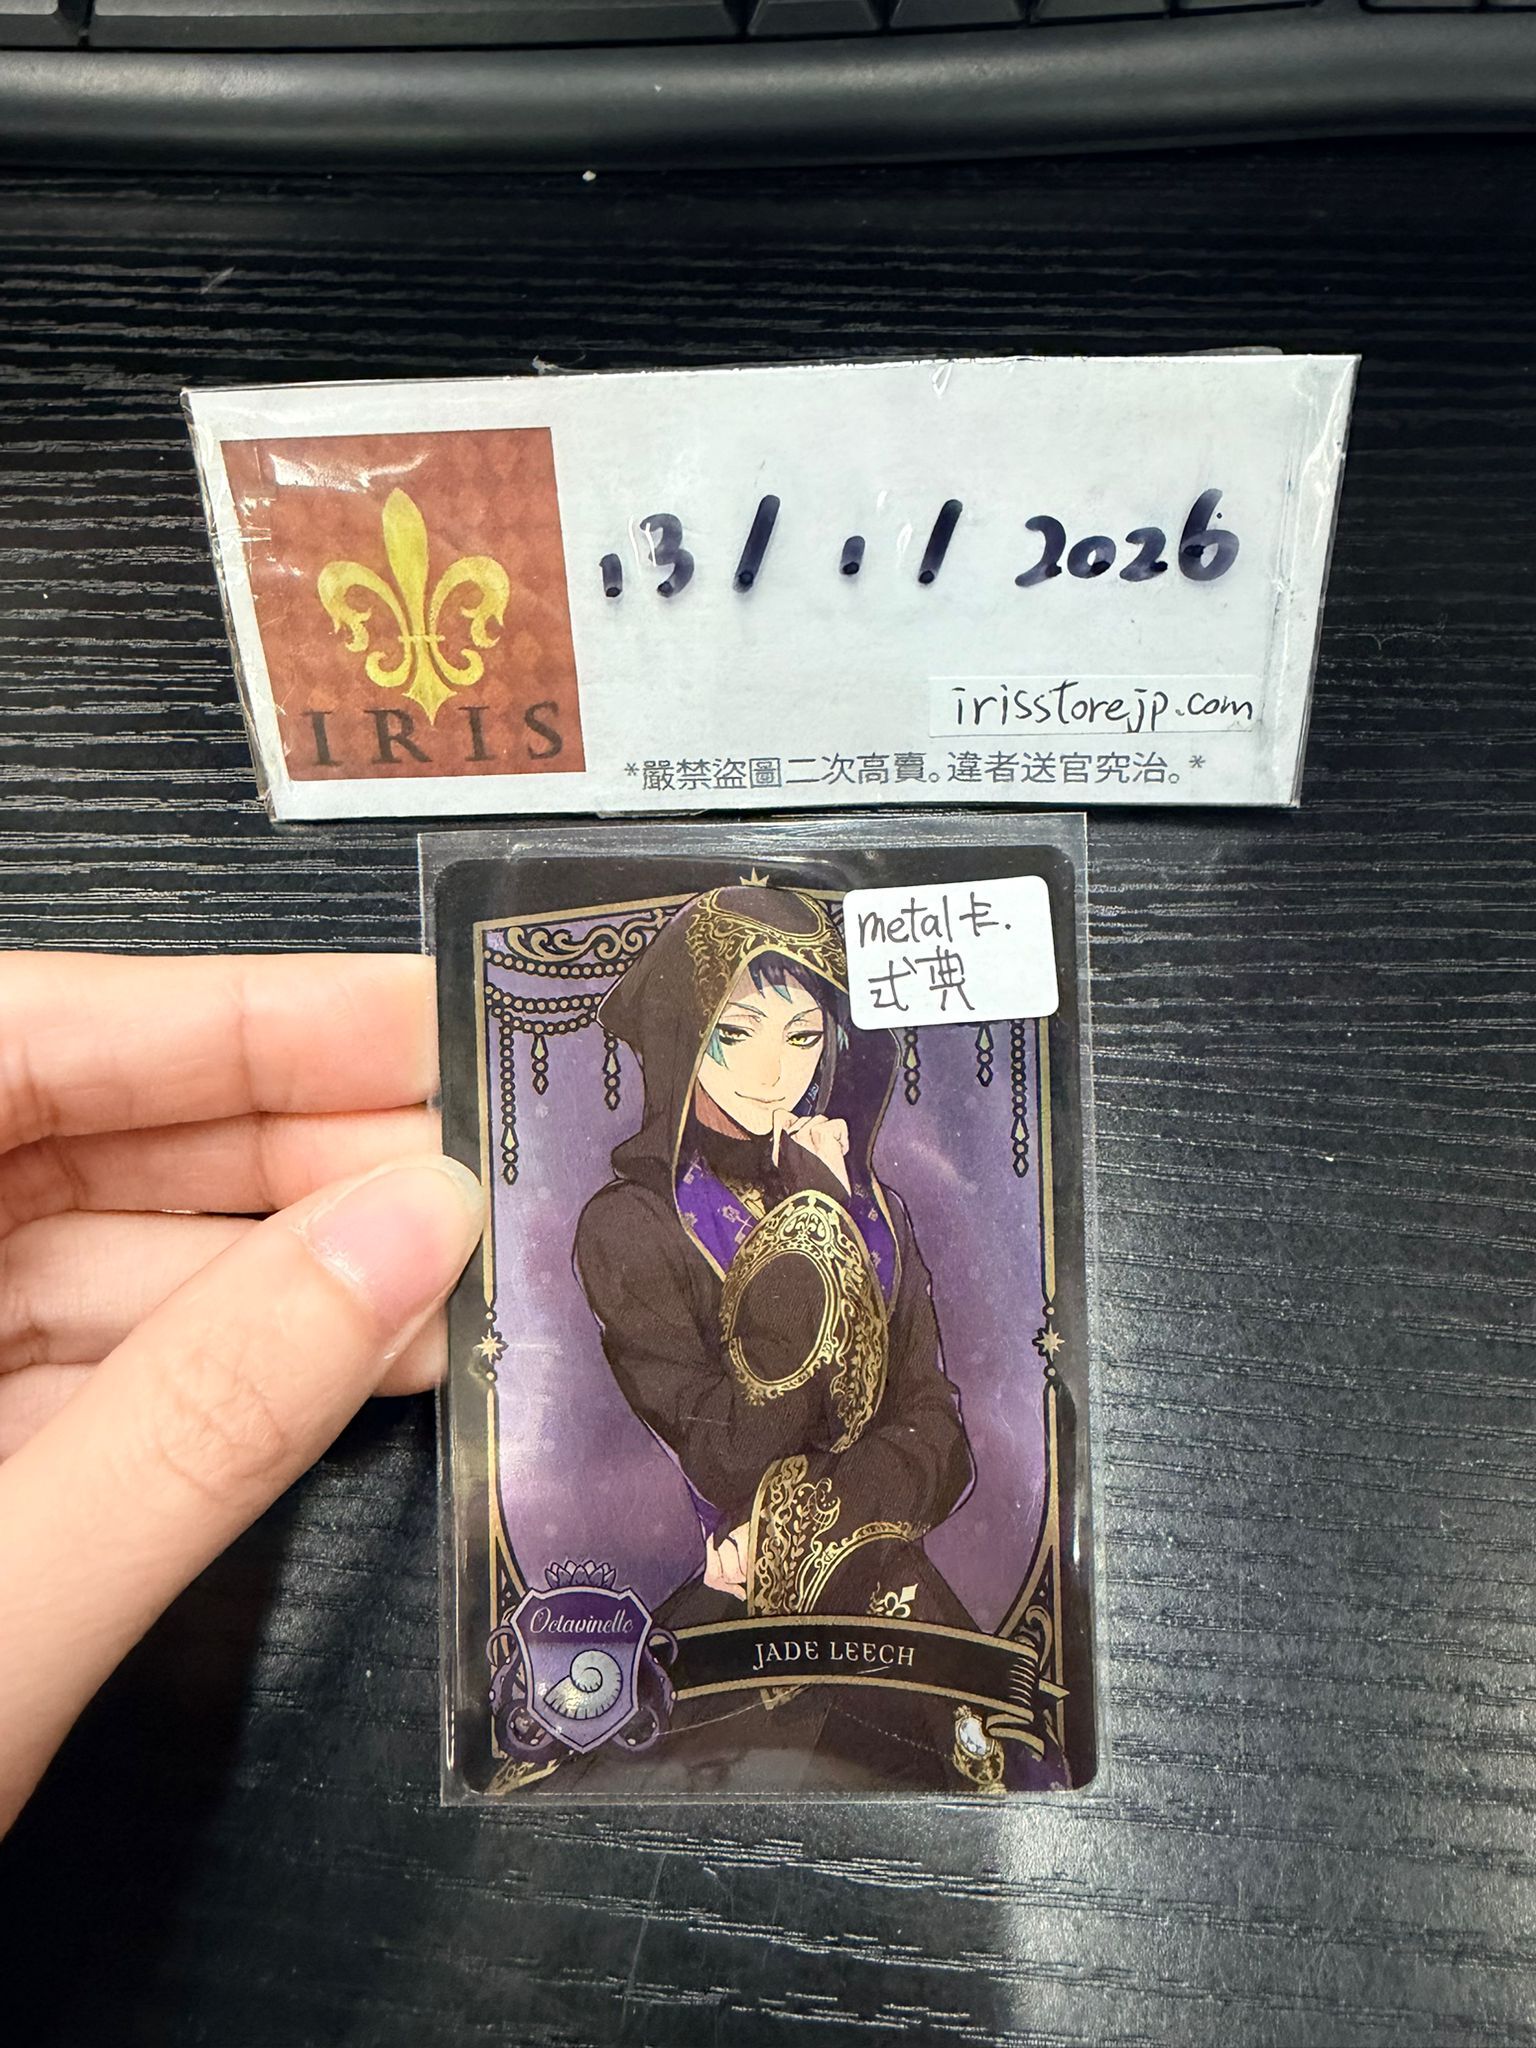 13/1/2026
IRIS
irisstorejp.com
*嚴禁盜圖二次高賣。違者送官究治。*
metal卡.
式典
Octavinelle
JADE LEECH